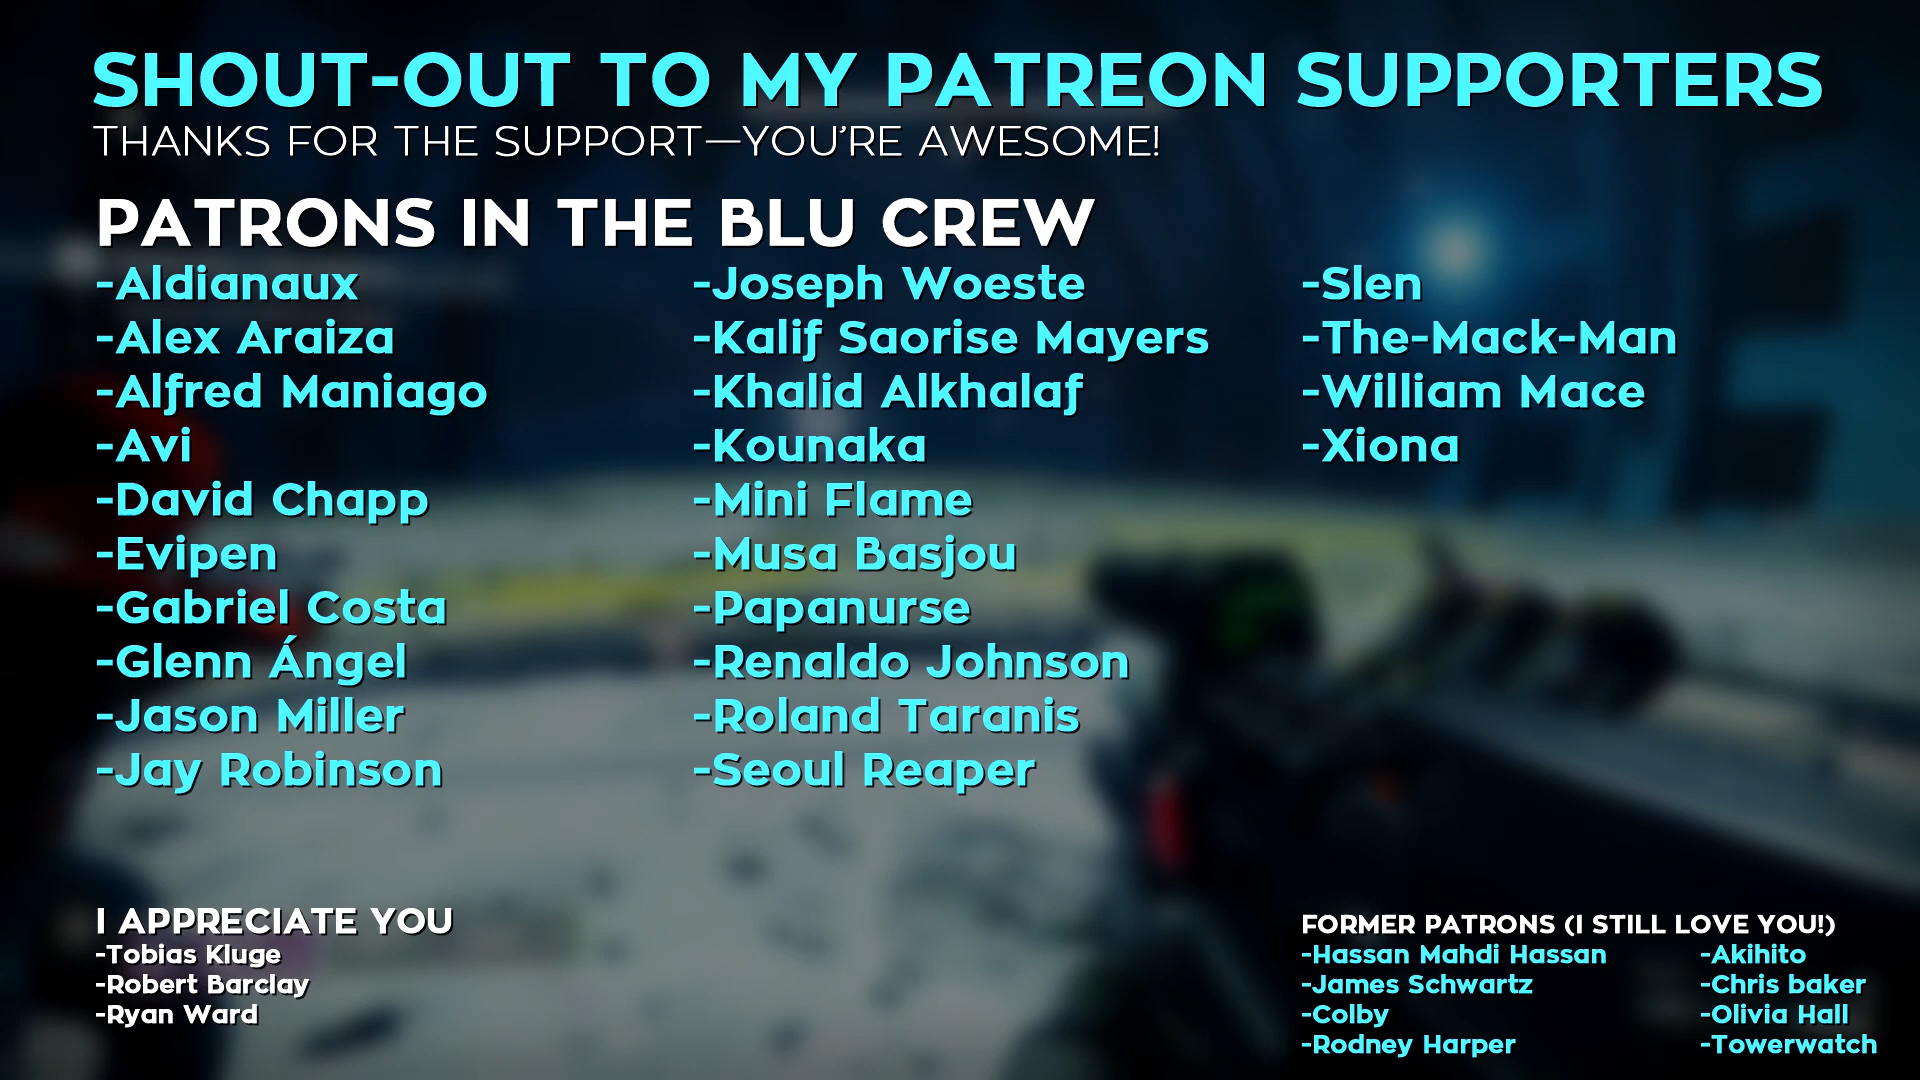 SHOUT-OUT TO MY PATREON SUPPORTERS
THANKS FOR THE SUPPORT—YOU'RE AWESOME!
PATRONS IN THE BLU CREW
-Aldianaux
-Alex Araiza
-Alfred Maniago
-Avi
-David Chapp
-Evipen
-Gabriel Costa
-Glenn Ángel
-Jason Miller
-Jay Robinson
-Joseph Woeste
-Kalif Saorise Mayers
-Khalid Alkhalaf
-Kounaka
-Mini Flame
-Musa Basjou
-Papanurse
-Renaldo Johnson
-Roland Taranis
-Seoul Reaper
-Slen
-The-Mack-Man
-William Mace
-Xiona
I APPRECIATE YOU
-Tobias Kluge
-Robert Barclay
-Ryan Ward
FORMER PATRONS (I STILL LOVE YOU!)
-Hassan Mahdi Hassan
-James Schwartz
-Colby
-Rodney Harper
-Akihito
-Chris baker
-Olivia Hall
-Towerwatch